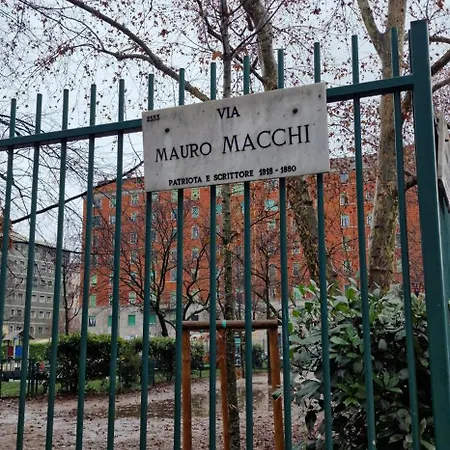 VIA
MAURO MACCHI
PATRIOTA E SCRITTORE 1818 - 1880